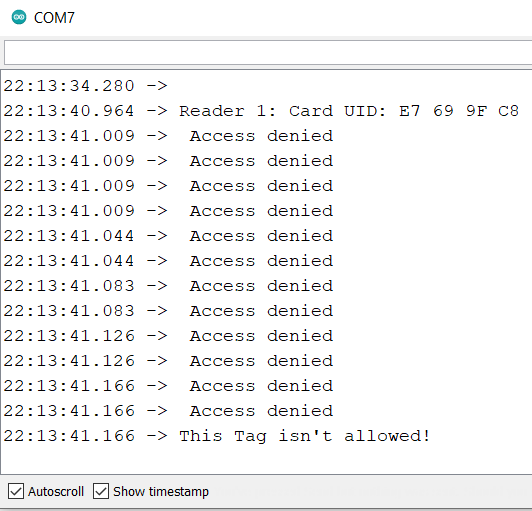 COM7
22:13:34.280 ->
22:13:40.964 -> Reader 1: Card UID: E7 69 9F C8
22:13:41.009 ->  Access denied
22:13:41.009 ->  Access denied
22:13:41.009 ->  Access denied
22:13:41.009 ->  Access denied
22:13:41.044 ->  Access denied
22:13:41.044 ->  Access denied
22:13:41.083 ->  Access denied
22:13:41.083 ->  Access denied
22:13:41.126 ->  Access denied
22:13:41.126 ->  Access denied
22:13:41.166 ->  Access denied
22:13:41.166 ->  Access denied
22:13:41.166 -> This Tag isn't allowed!
Autoscroll Show timestamp